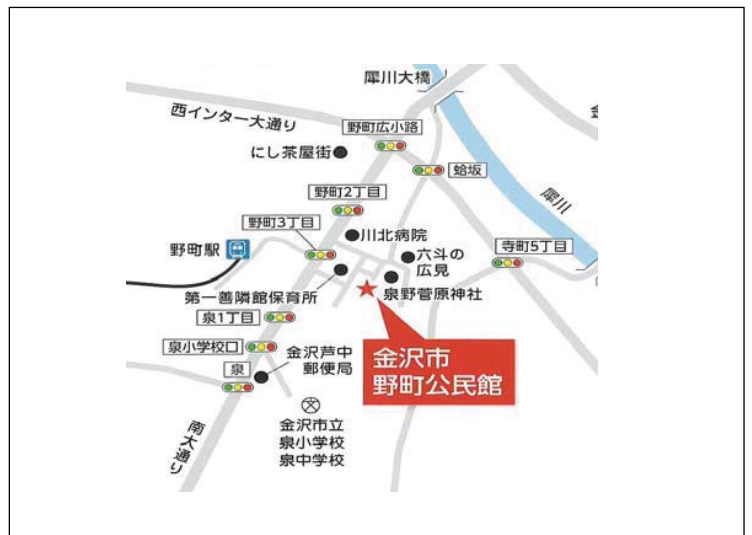 犀川大橋
西インター大通り
野町広小路
にし茶屋街
蛤坂
犀川
野町2丁目
野町3丁目
川北病院
野町駅
六斗の
広見
寺町5丁目
第一善隣館保育所
泉野菅原神社
泉1丁目
泉小学校口
金沢芦中
郵便局
泉
金沢市
野町公民館
文
金沢市立
泉小学校
泉中学校
南大通り